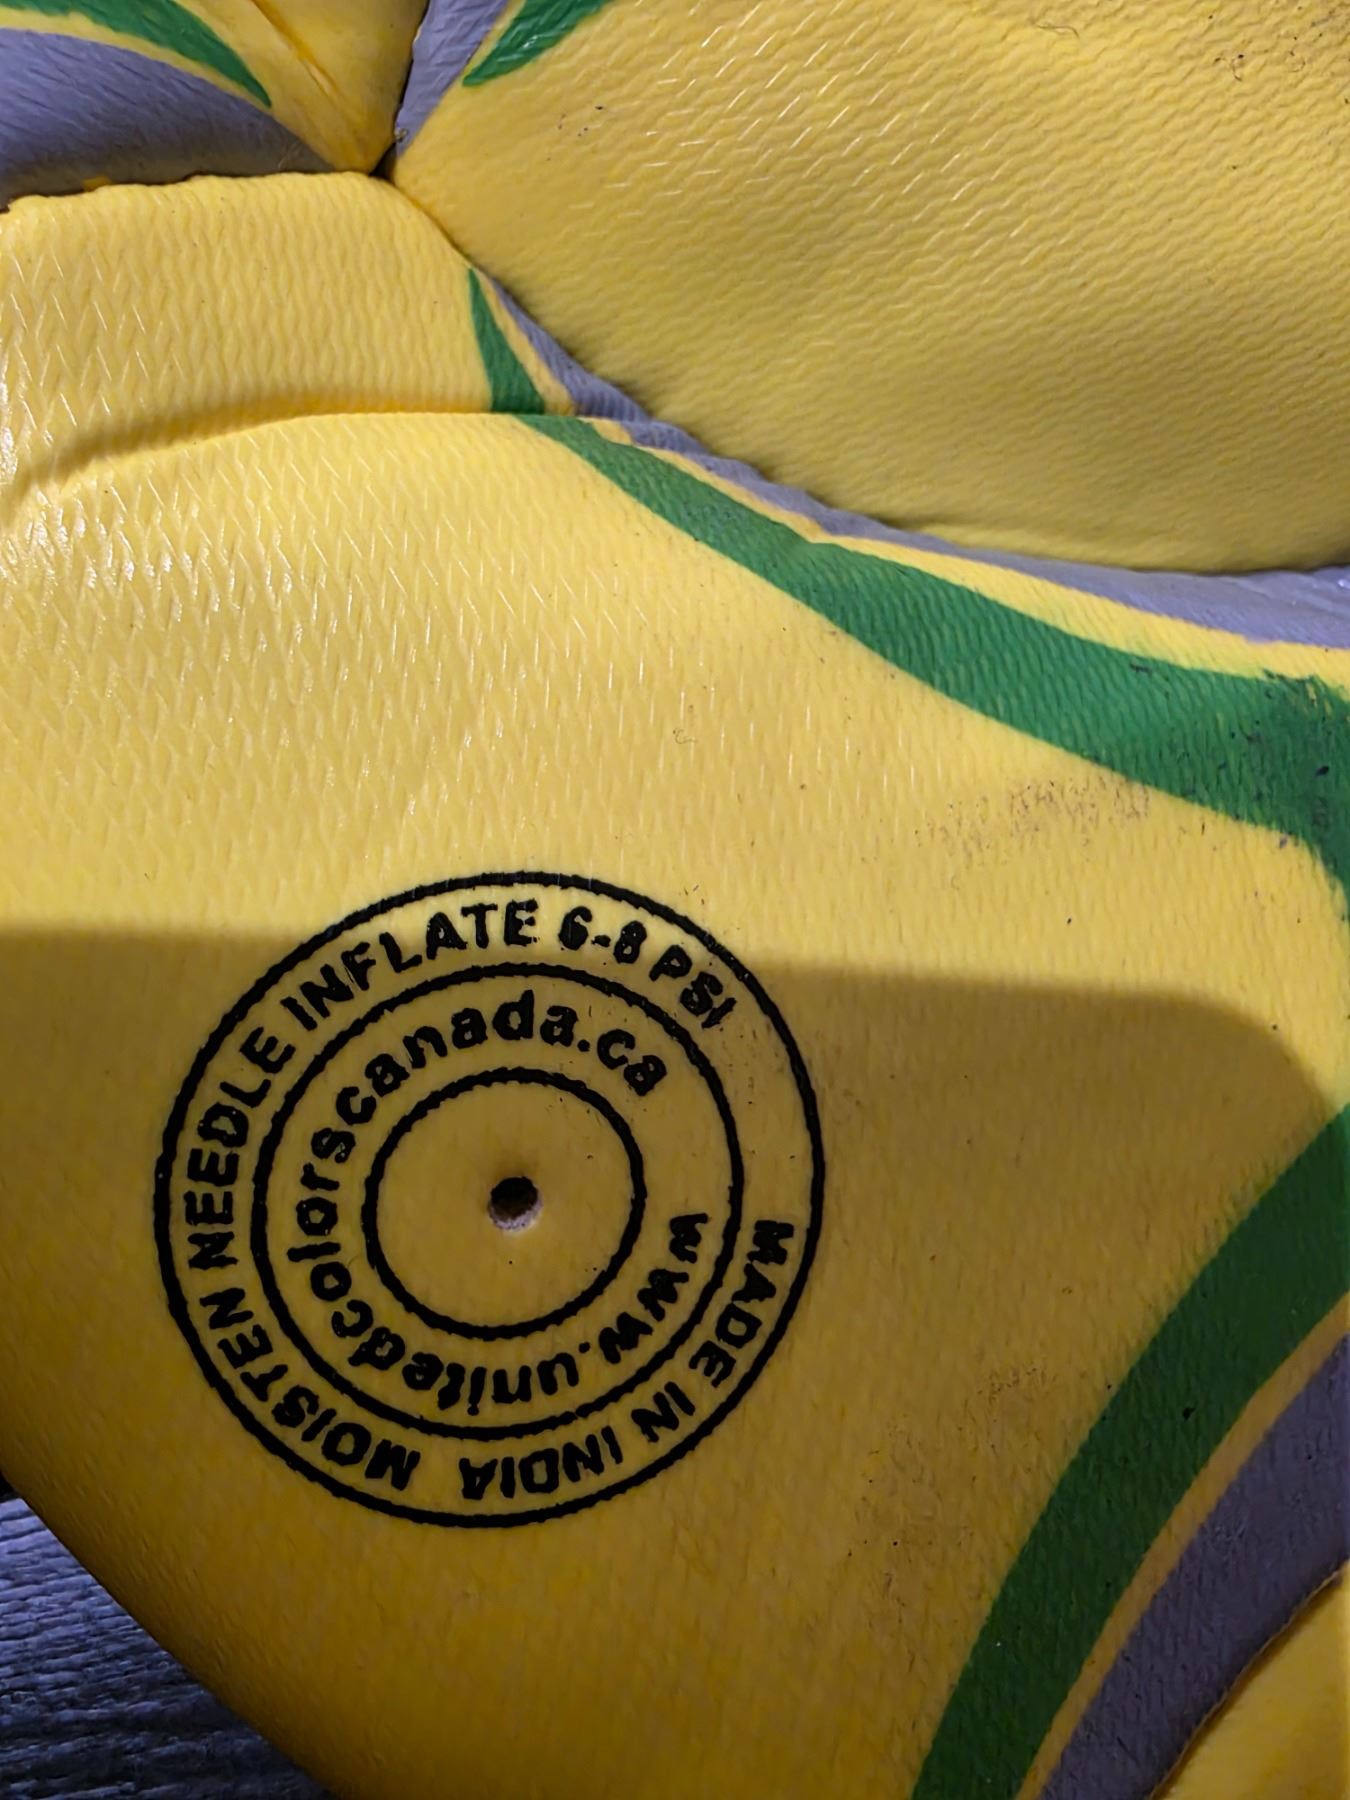 MOISTEN NEEDLE INFLATE 6-8 PSI
MADE IN INDIA
www.unitedcolorscanada.ca